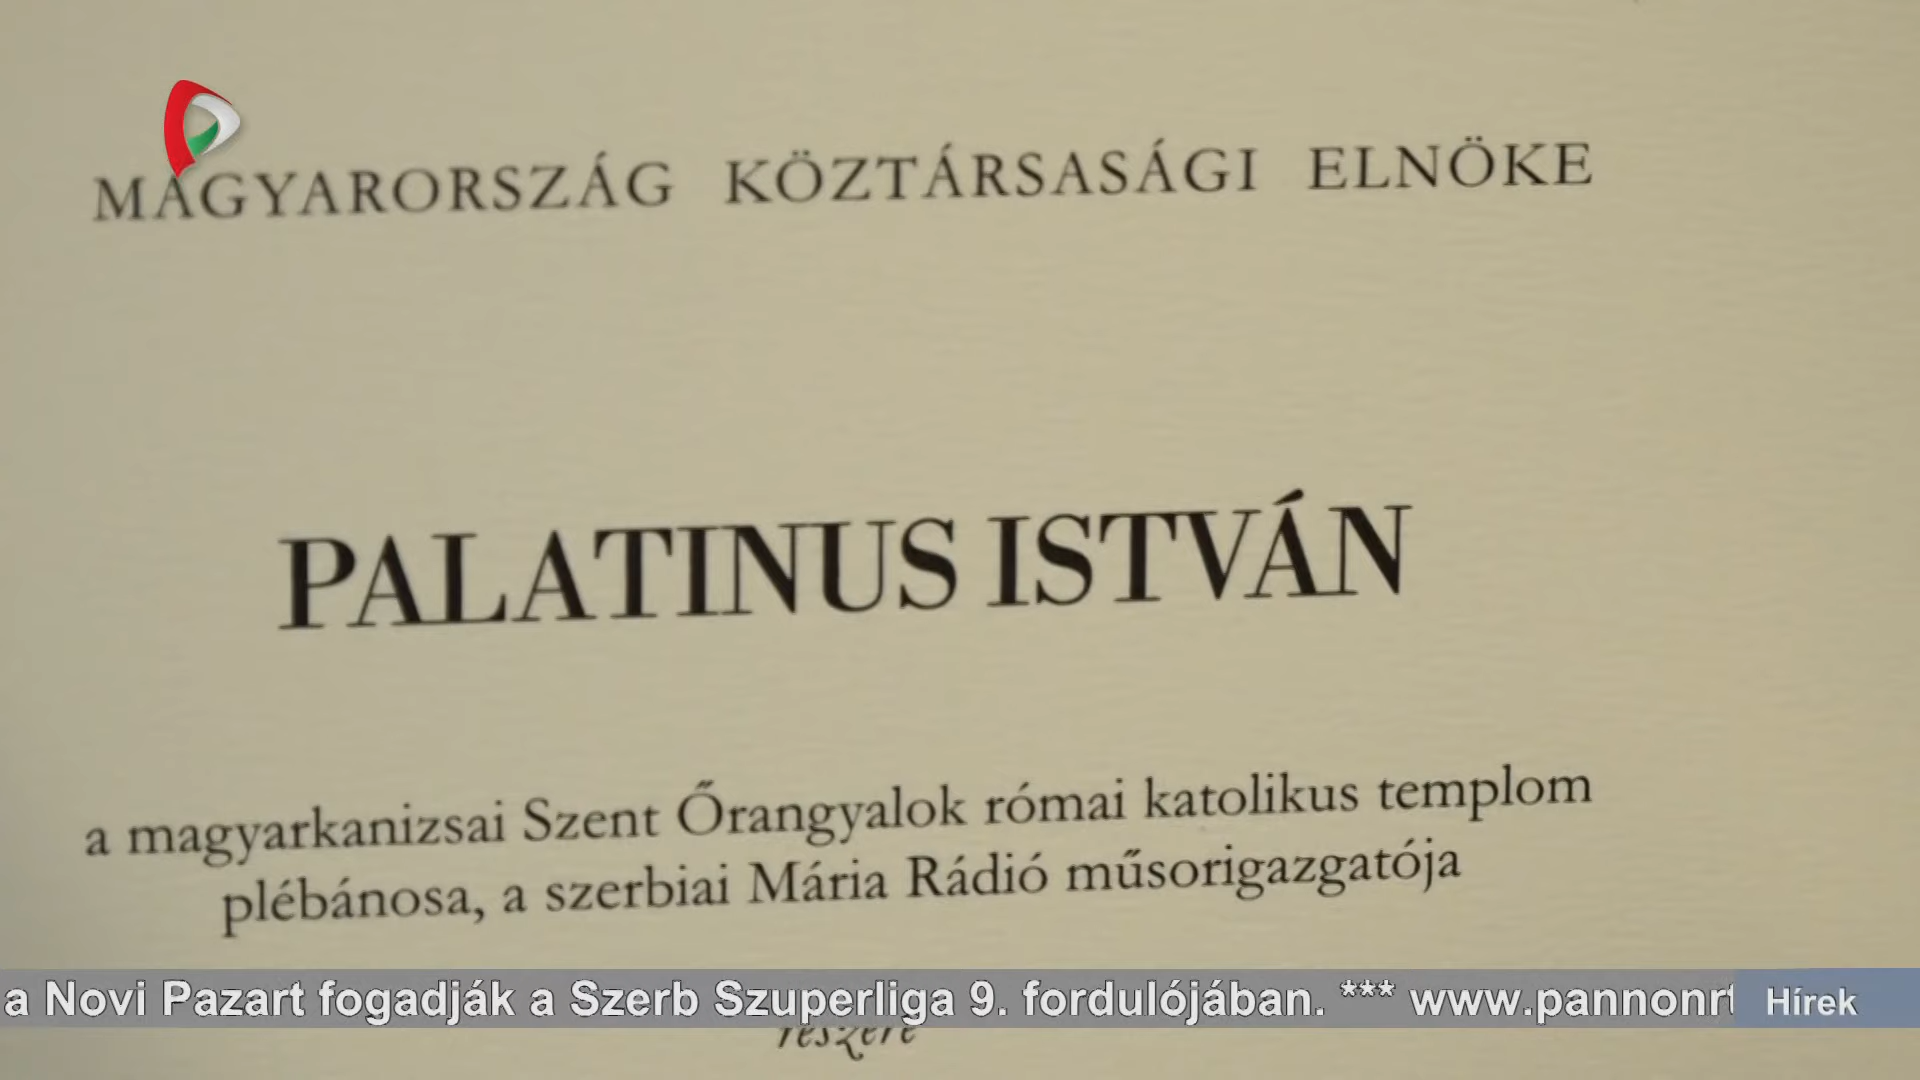 MAGYARORSZÁG KÖZTÁRSASÁGI ELNÖKE
PALATINUS ISTVÁN
a magyarkanizsai Szent Őrangyalok római katolikus templom
plébánosa, a szerbiai Mária Rádió műsorigazgatója
a Novi Pazart fogadják a Szerb Szuperliga 9. fordulójában. *** www.pannonrt
Hírek
részére